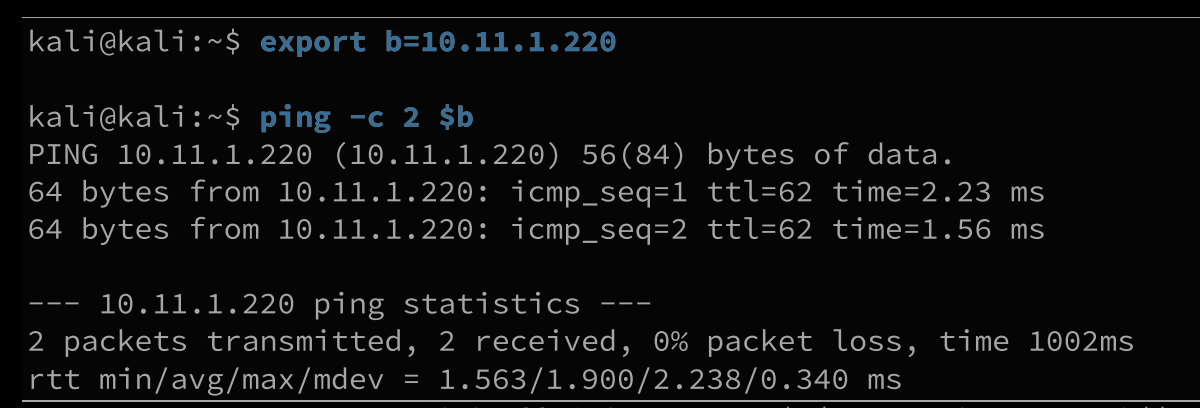 kali@kali:~$ export b=10.11.1.220
kali@kali:~$ ping -c 2 $b
PING 10.11.1.220 (10.11.1.220) 56(84) bytes of data.
64 bytes from 10.11.1.220: icmp_seq=1 ttl=62 time=2.23 ms
64 bytes from 10.11.1.220: icmp_seq=2 ttl=62 time=1.56 ms
--- 10.11.1.220 ping statistics ---
2 packets transmitted, 2 received, 0% packet loss, time 1002ms
rtt min/avg/max/mdev = 1.563/1.900/2.238/0.340 ms